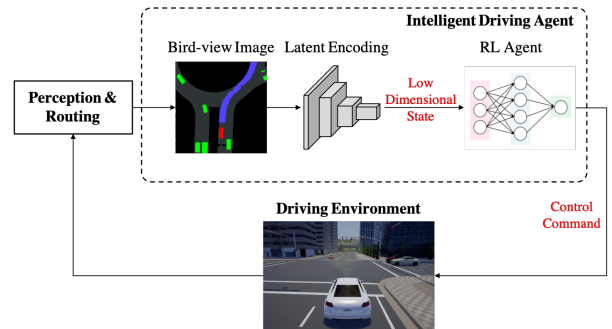 Intelligent Driving Agent
Bird-view Image
Latent Encoding
RL Agent
Perception &
Routing
Low
Dimensional
State
Control
Command
Driving Environment